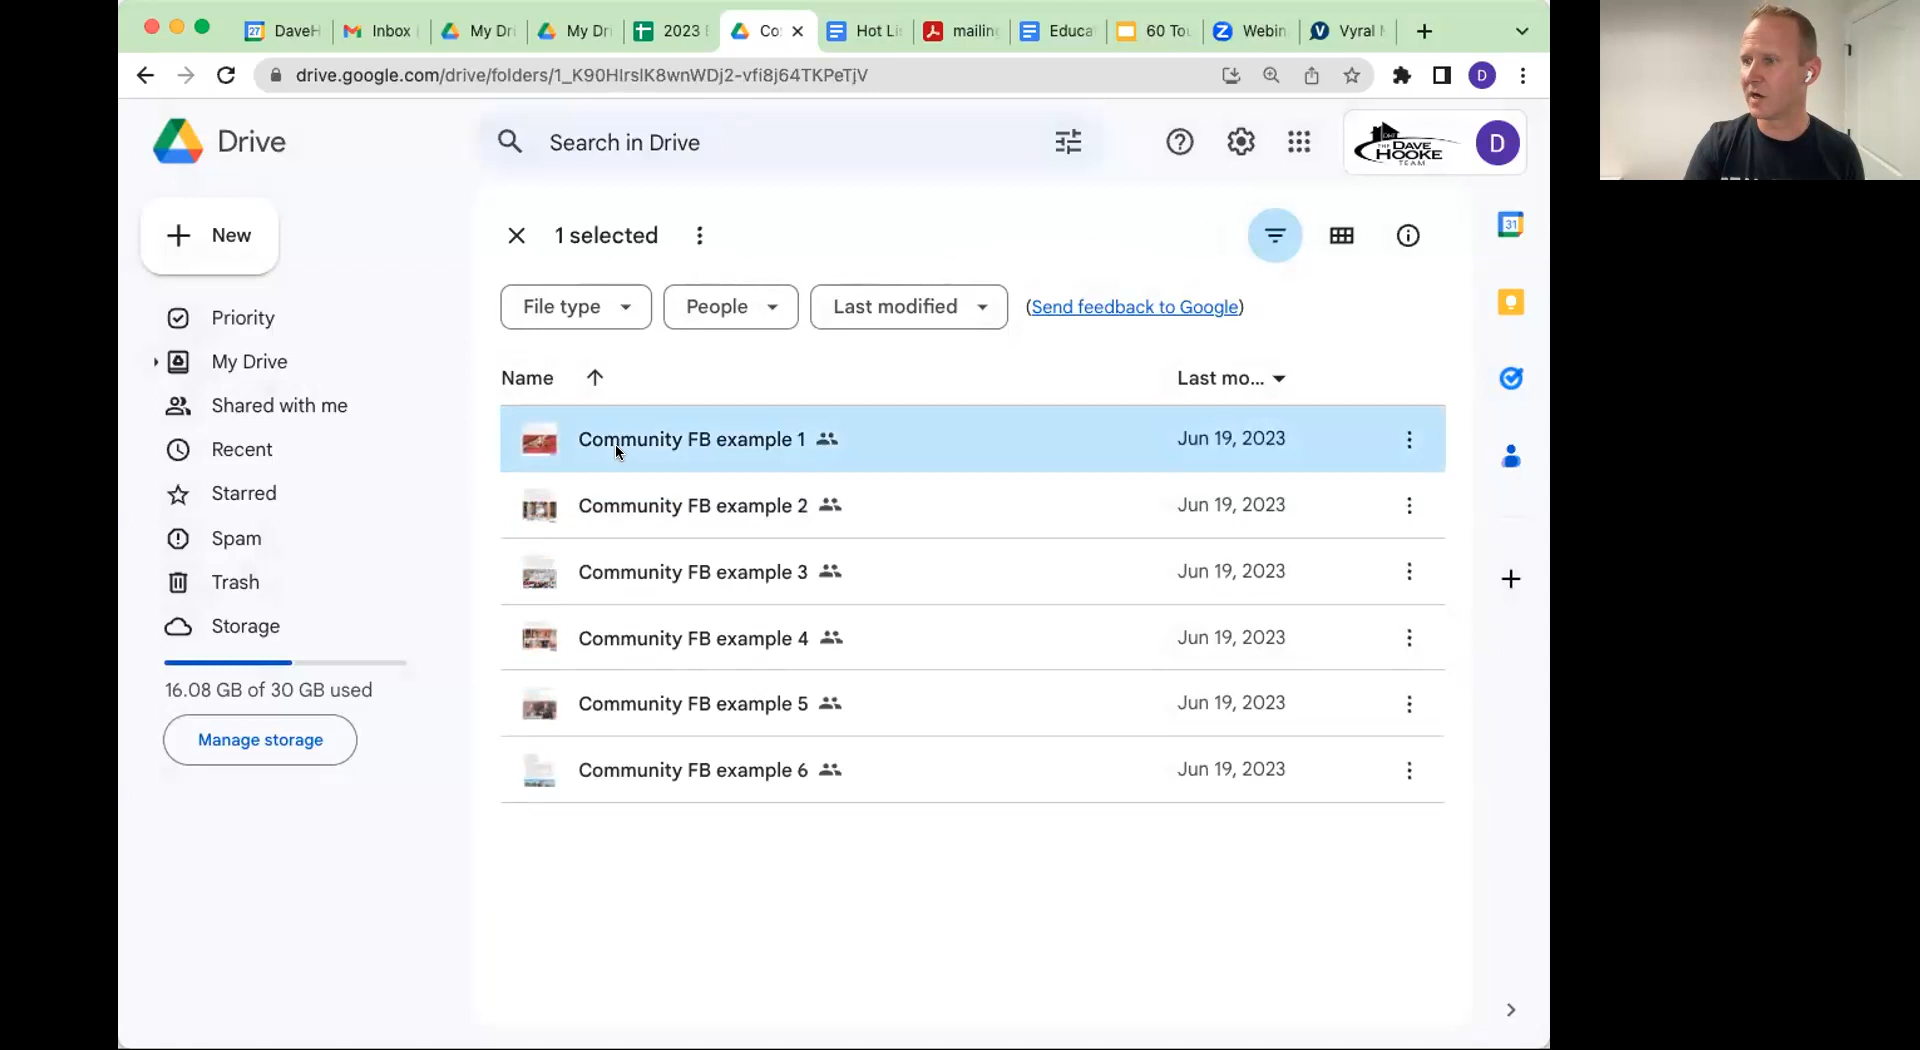 DaveH
Inbox
My Dri
My Dri
2023
Co
Hot Li
mailin
Educa
60 Tou
Webin
Vyral
drive.google.com/drive/folders/1_K90HIrslK8wnWDj2-vfi8j64TKPeTjV
Drive
Search in Drive
THE DAVE
HOOKE
TEAM
D
New
1 selected
File type
People
Last modified
(Send feedback to Google)
Priority
My Drive
Shared with me
Recent
Starred
Spam
Trash
Storage
16.08 GB of 30 GB used
Manage storage
Name
Last mo...
Community FB example 1
Jun 19, 2023
Community FB example 2
Jun 19, 2023
Community FB example 3
Jun 19, 2023
Community FB example 4
Jun 19, 2023
Community FB example 5
Jun 19, 2023
Community FB example 6
Jun 19, 2023
31